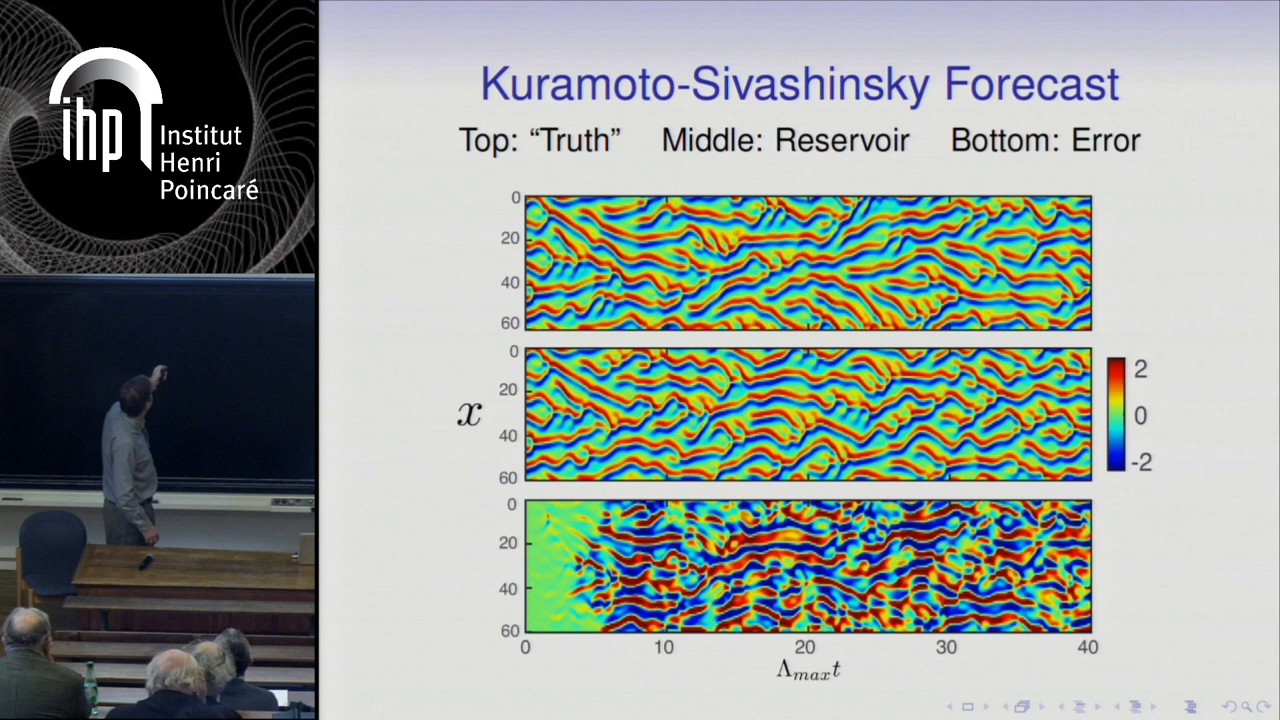 ihp
Institut
Henri
Poincaré
Kuramoto-Sivashinsky Forecast
Top: “Truth” Middle: Reservoir Bottom: Error
0
20
40
60
0
20
40
60
x
2
0
-2
0
20
40
60
0 10 20 30 40
Λmaxt